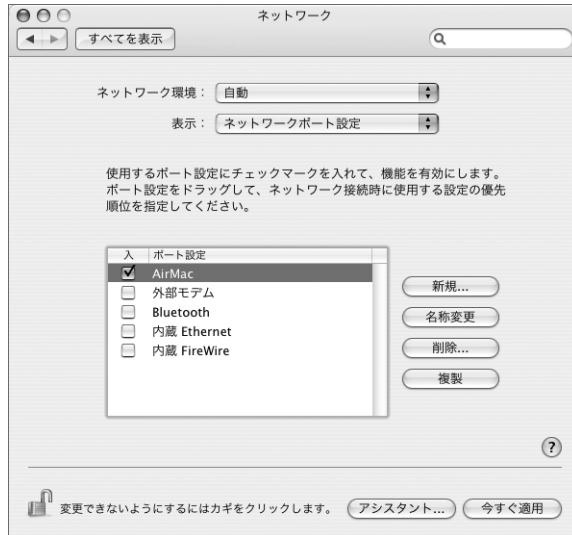 ネットワーク
すべてを表示
ネットワーク環境： 自動
表示： ネットワークポート設定
使用するポート設定にチェックマークを入れて、機能を有効にします。
ポート設定をドラッグして、ネットワーク接続時に使用する設定の優先
順位を指定してください。
入 ポート設定
AirMac
外部モデム
Bluetooth
内蔵 Ethernet
内蔵 FireWire
新規...
名称変更
削除...
複製
?
変更できないようにするにはカギをクリックします。 アシスタント... 今すぐ適用